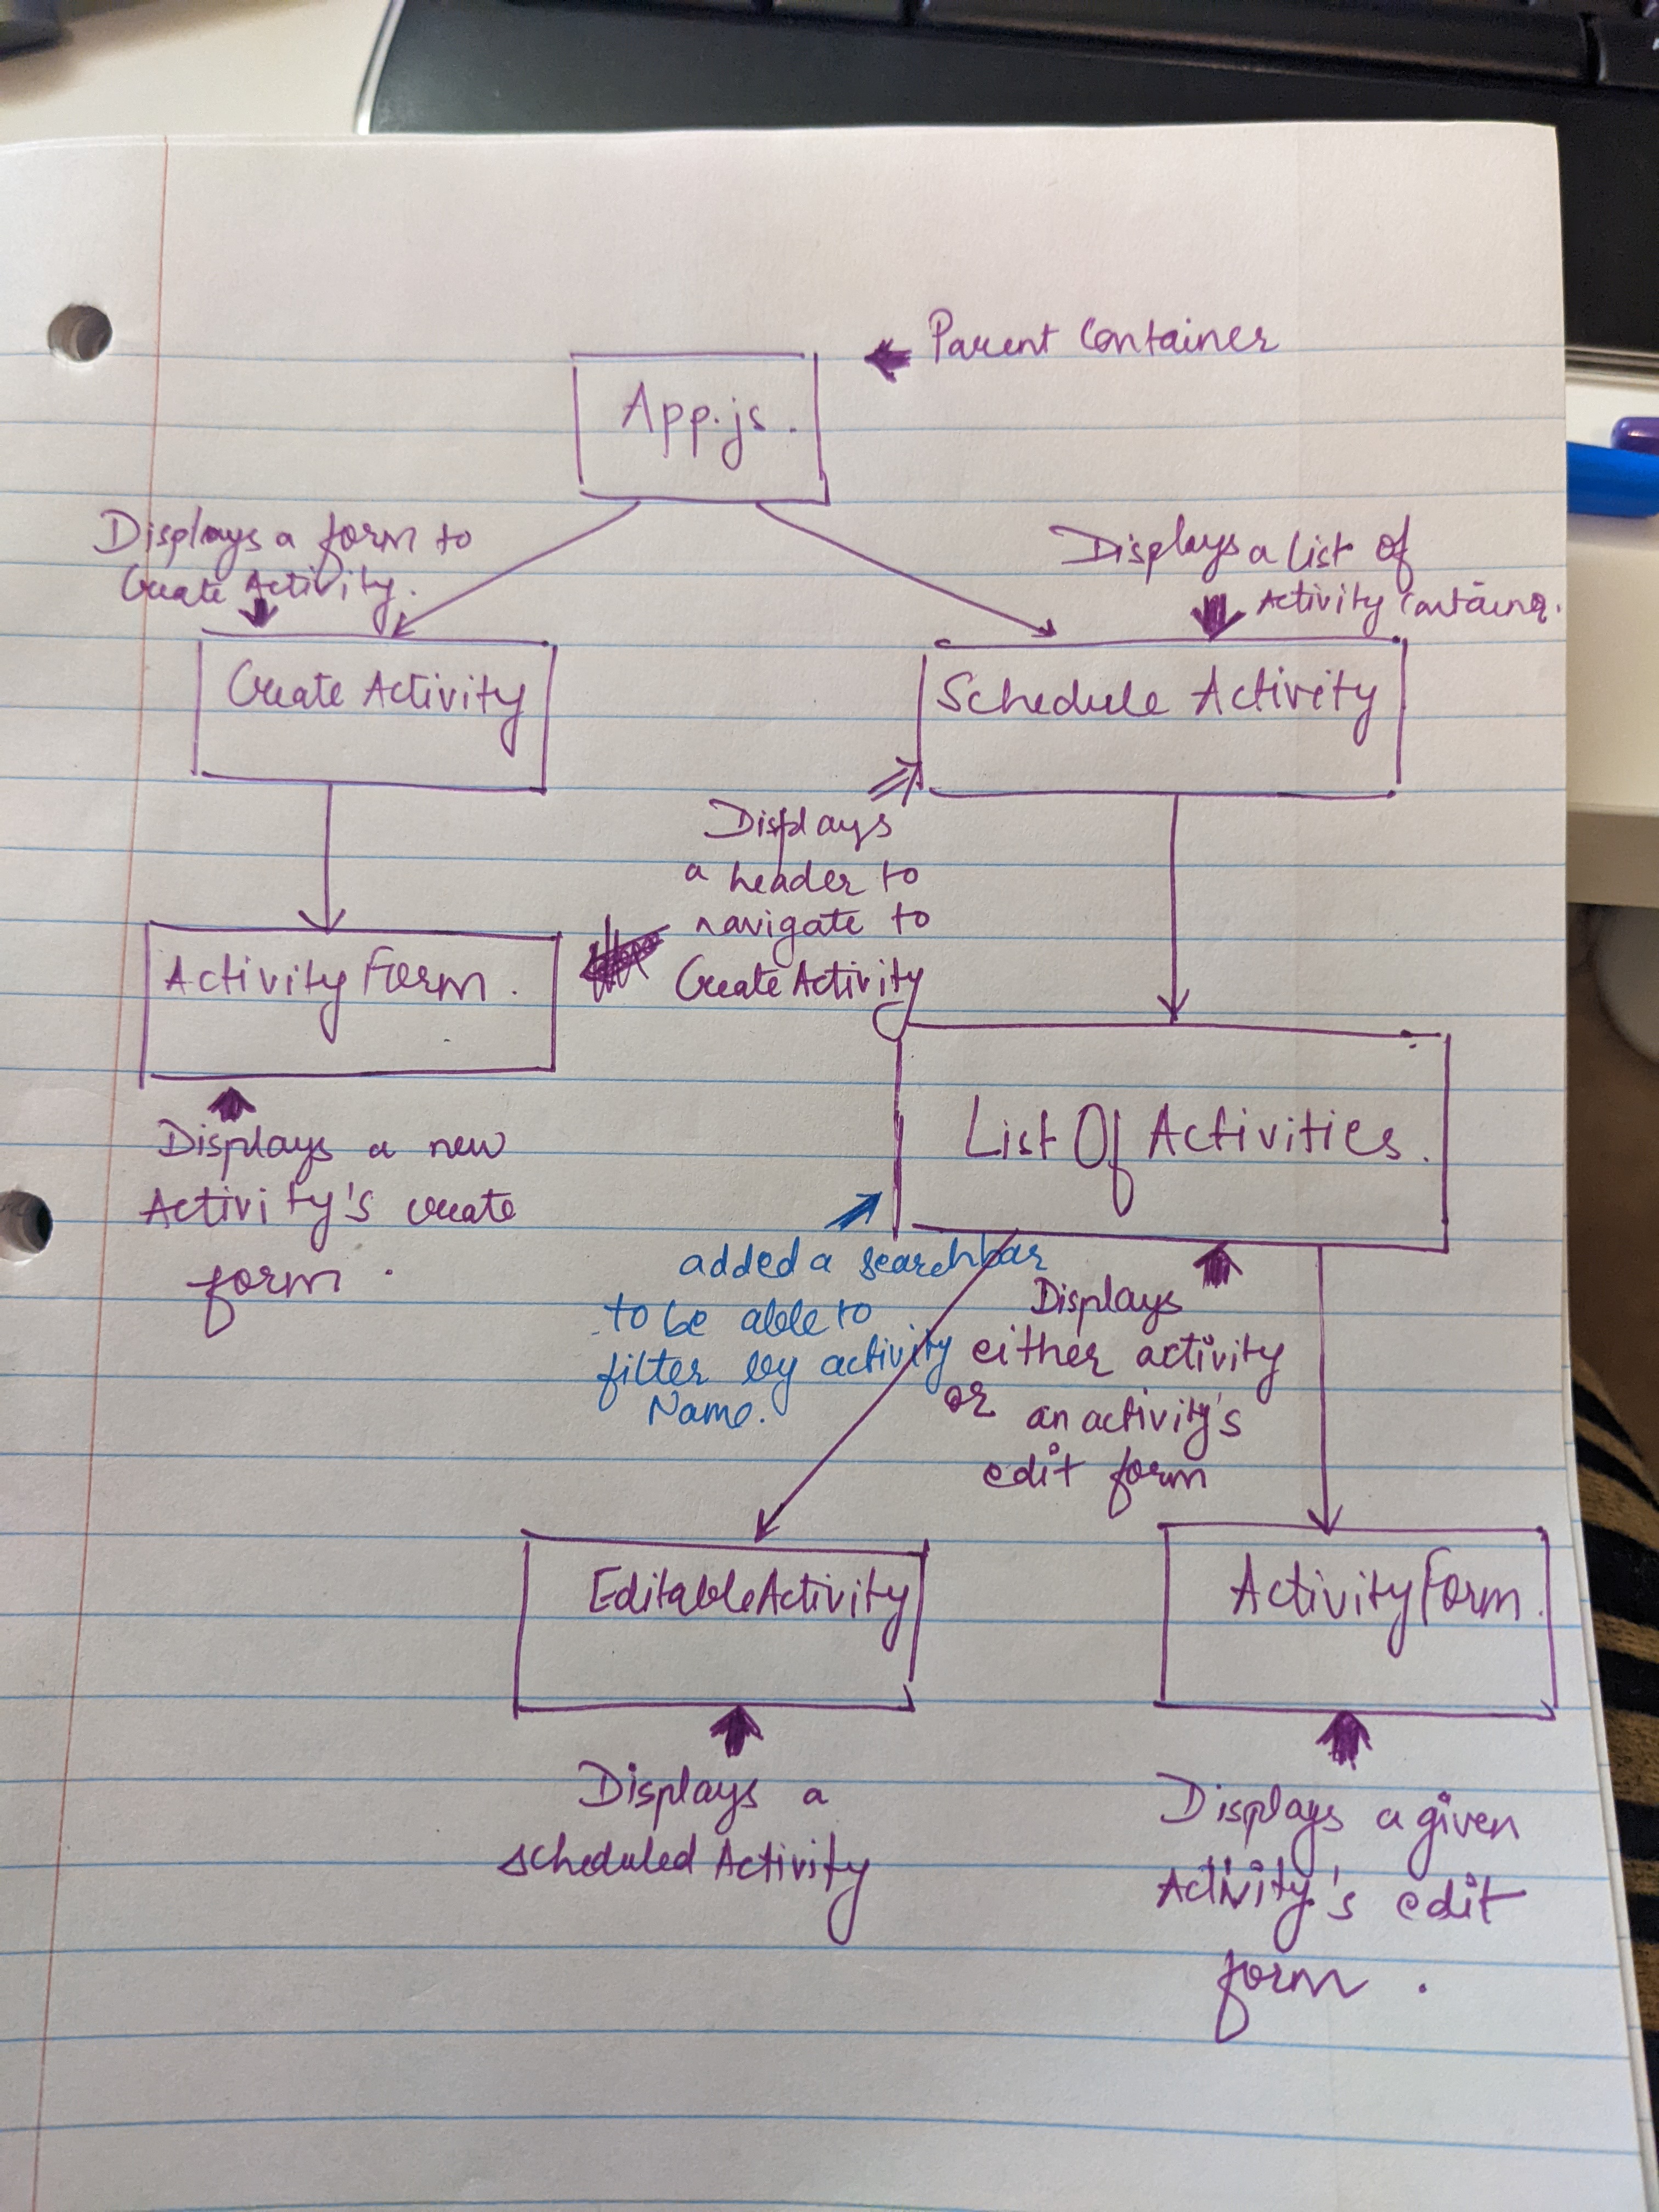 Parent Container
App.js.
Displays a form to
Create Activity.
Displays a List of
Activity container.
Create Activity
Schedule Activity
Displays
a header to
navigate to
Create Activity
Activity Form.
Displays a new
Activity's create
form.
List Of Activities.
added a search bar
to be able to
filter by activity
Name.
Displays
either activity
or an activity's
edit form
EditableActivity
ActivityForm.
Displays a
scheduled Activity
Displays a given
Activity's edit
form.